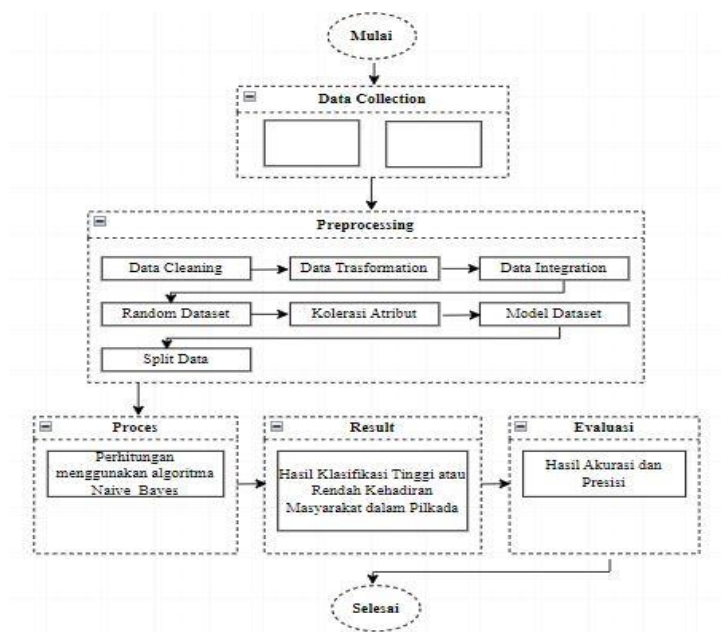 Mulai
Data Collection
Preprocessing
Data Cleaning
Data Trasformation
Data Integration
Random Dataset
Kolerasi Atribut
Model Dataset
Split Data
Proces
Perhitungan
menggunakan algoritma
Naive Bayes
Result
Hasil Klasifikasi Tinggi atau
Rendah Kehadiran
Masyarakat dalam Pilkada
Evaluasi
Hasil Akurasi dan
Presisi
Selesai